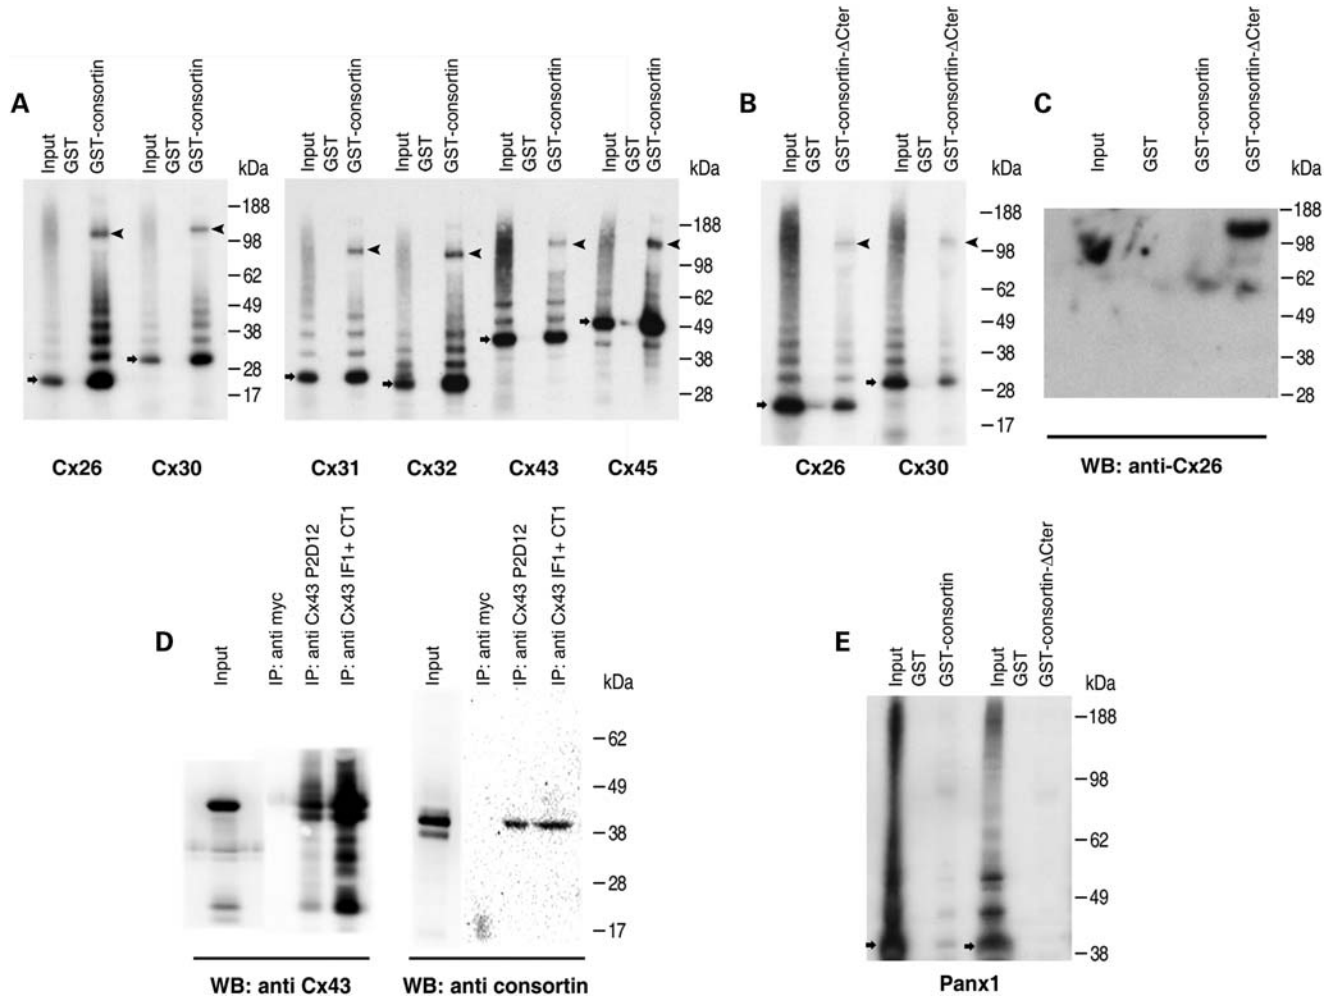 A
Input
GST
GST-consortin
Input
GST
GST-consortin
kDa
188
98
62
49
38
28
17
Cx26
Cx30
Input
GST
GST-consortin
Input
GST
GST-consortin
Input
GST
GST-consortin
Input
GST
GST-consortin
kDa
188
98
62
49
38
28
Cx31
Cx32
Cx43
Cx45
B
Input
GST
GST-consortin-ΔCter
Input
GST
GST-consortin-ΔCter
kDa
188
98
62
49
38
28
17
Cx26
Cx30
C
Input
GST
GST-consortin
GST-consortin-ΔCter
kDa
188
98
62
49
38
28
WB: anti-Cx26
D
Input
IP: anti myc
IP: anti Cx43 P2D12
IP: anti Cx43 IF1+ CT1
WB: anti Cx43
Input
IP: anti myc
IP: anti Cx43 P2D12
IP: anti Cx43 IF1+ CT1
kDa
62
49
38
28
17
WB: anti consortin
E
Input
GST
GST-consortin
Input
GST
GST-consortin-ΔCter
kDa
188
98
62
49
38
Panx1